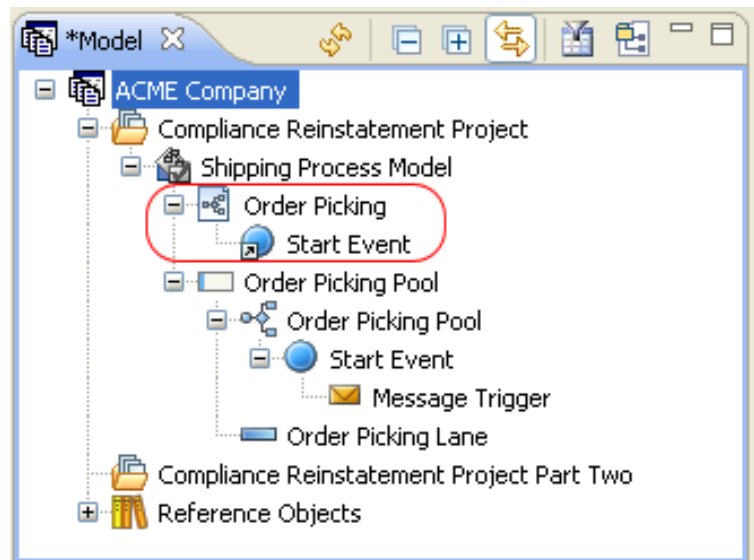 *Model
ACME Company
Compliance Reinstatement Project
Shipping Process Model
Order Picking
Start Event
Order Picking Pool
Order Picking Pool
Start Event
Message Trigger
Order Picking Lane
Compliance Reinstatement Project Part Two
Reference Objects